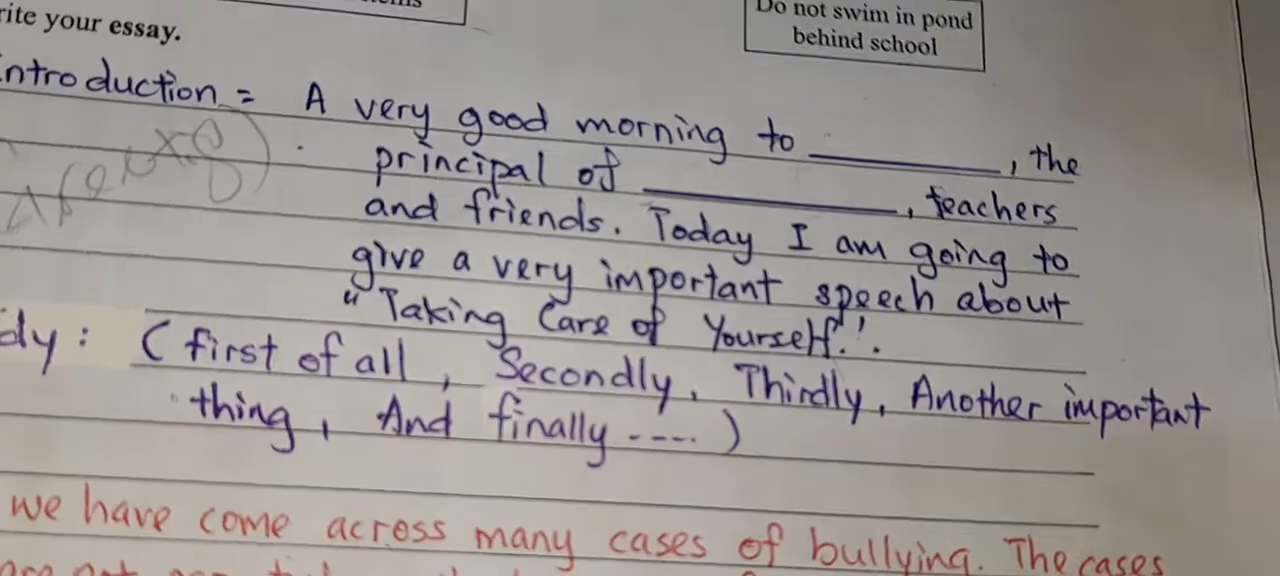 rite your essay.
Do not swim in pond
behind school
introduction = A very good morning to ________, the
principal of ________, teachers
and friends. Today I am going to
give a very important speech about
"Taking Care of Yourself!'.
dy: (first of all, Secondly, Thirdly, Another important
thing, And finally ----)
we have come across many cases of bullying. The cases